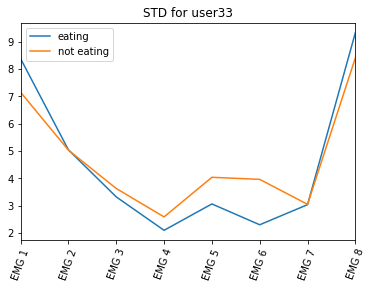 STD for user33
eating
not eating
9
8
7
6
5
4
3
2
EMG 1
EMG 2
EMG 3
EMG 4
EMG 5
EMG 6
EMG 7
EMG 8